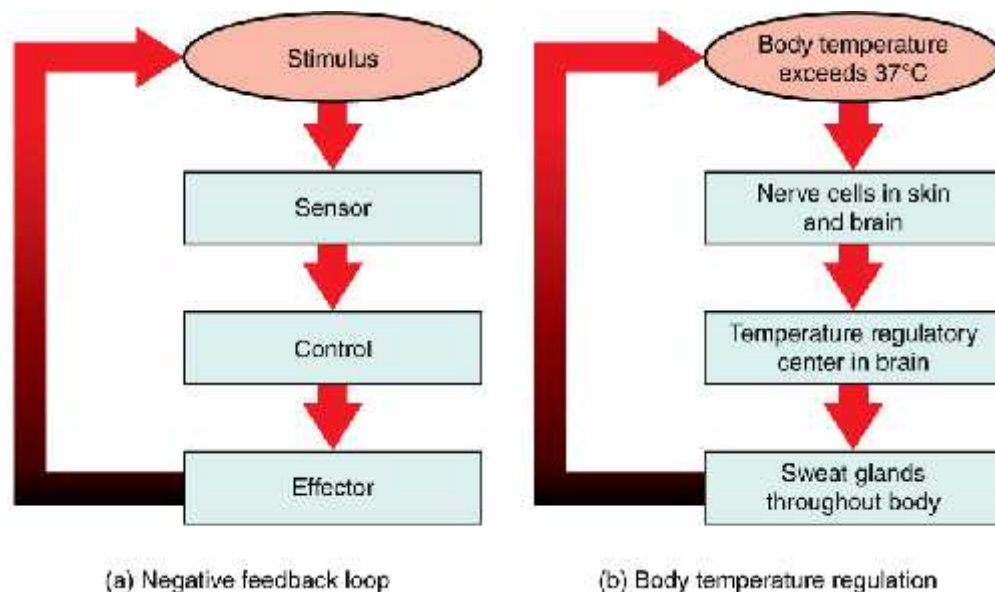 Stimulus
Sensor
Control
Effector
(a) Negative feedback loop
Body temperature
exceeds 37°C
Nerve cells in skin
and brain
Temperature regulatory
center in brain
Sweat glands
throughout body
(b) Body temperature regulation